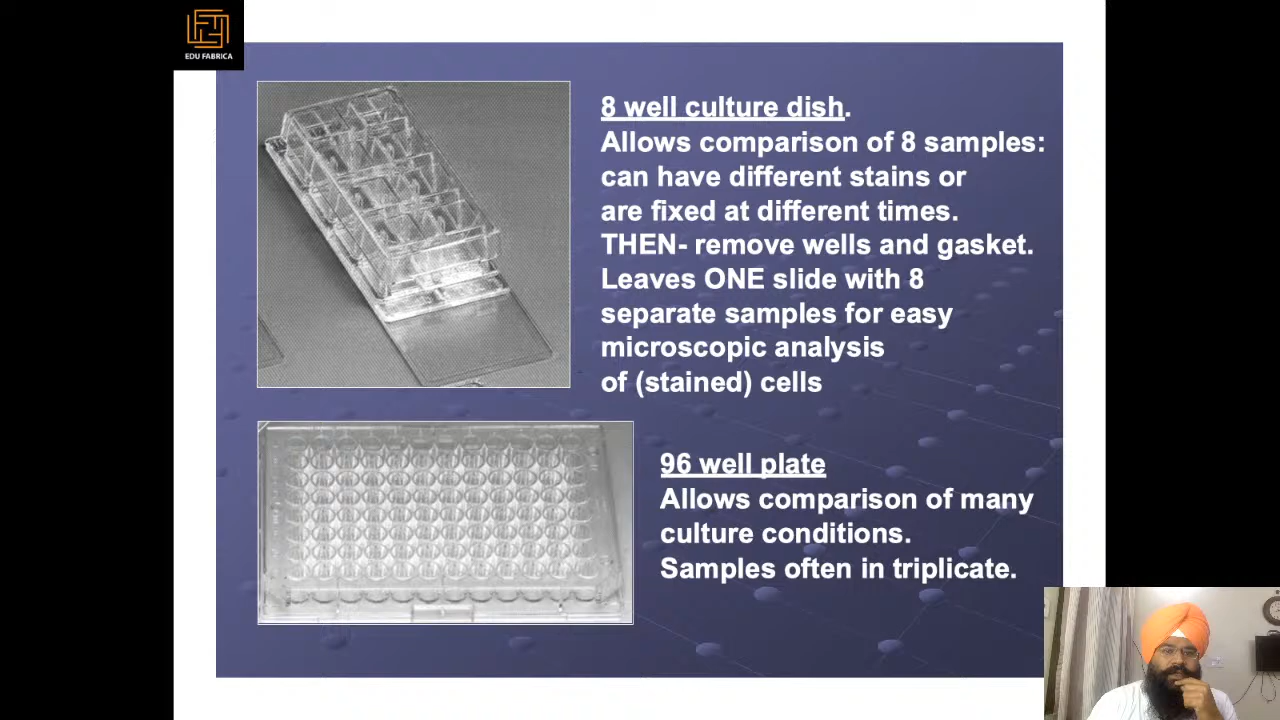 EDU FABRICA
8 well culture dish.
Allows comparison of 8 samples:
can have different stains or
are fixed at different times.
THEN- remove wells and gasket.
Leaves ONE slide with 8
separate samples for easy
microscopic analysis
of (stained) cells
96 well plate
Allows comparison of many
culture conditions.
Samples often in triplicate.